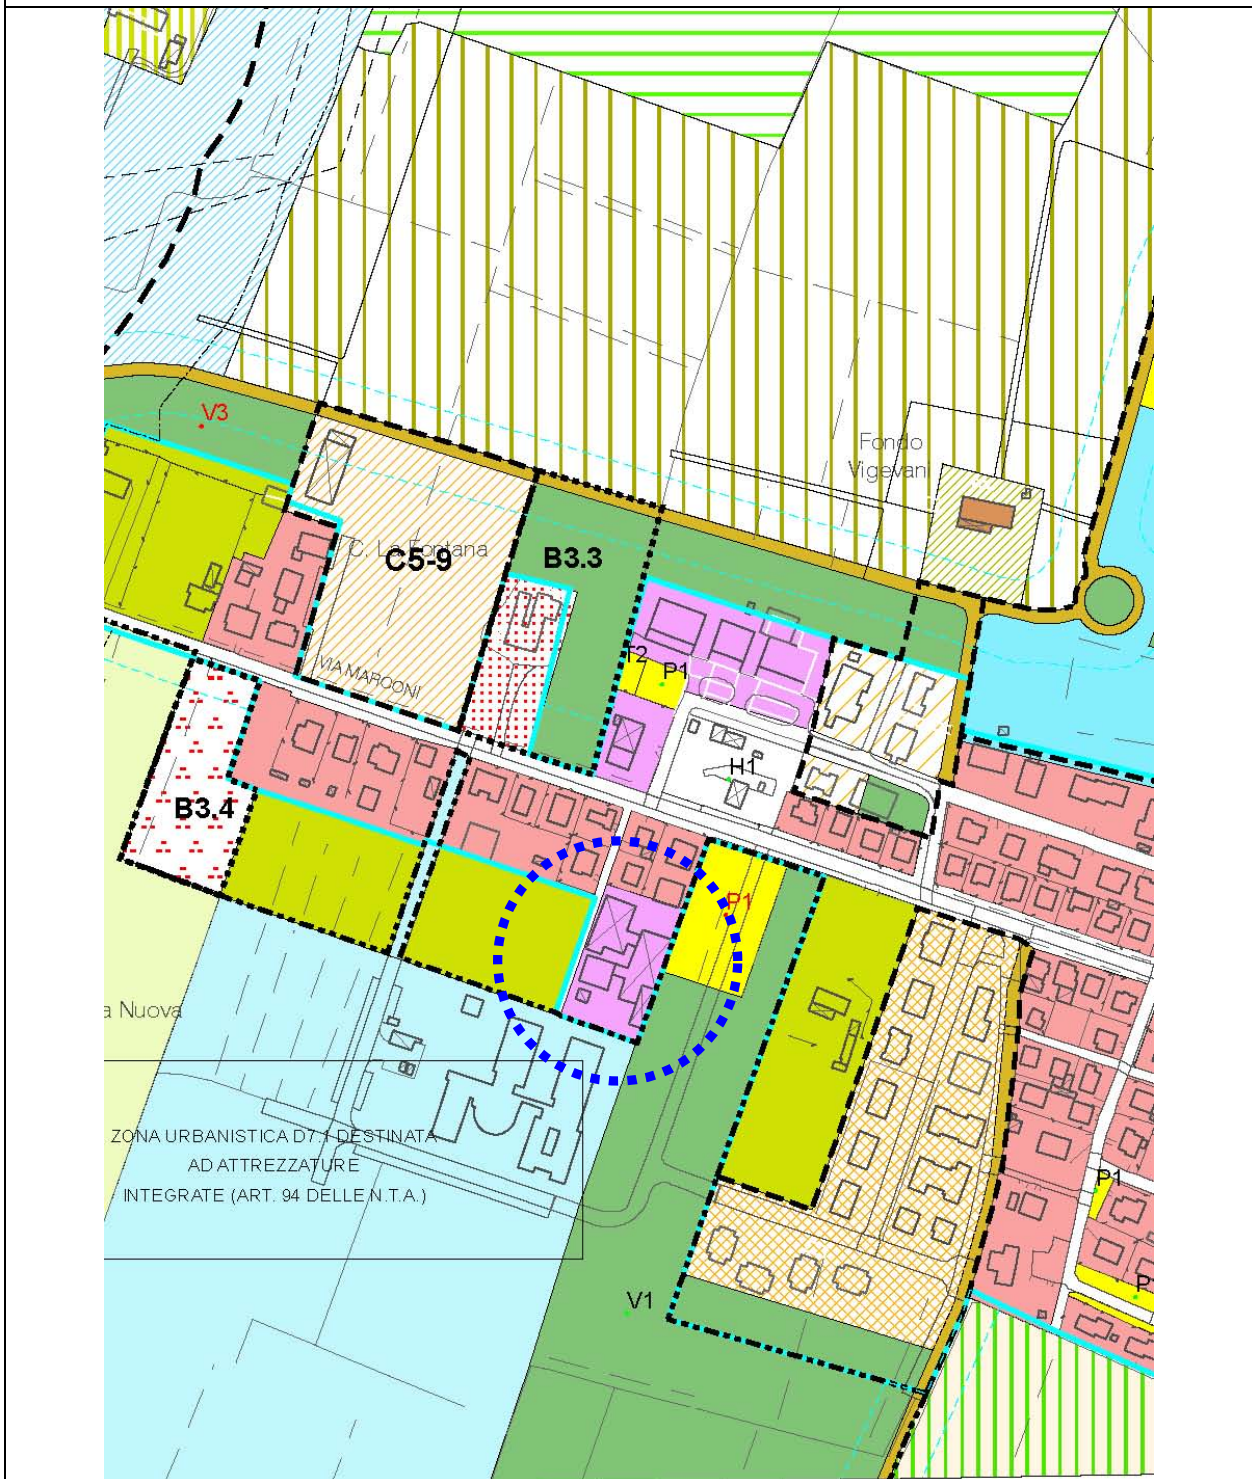 V3
Fondo
Vigevani
C. La Fontana
C5-9
B3.3
VIA MARCONI
T2
P1
H1
B3.4
P1
a Nuova
ZONA URBANISTICA D7.1 DESTINATA
AD ATTREZZATURE
INTEGRATE (ART. 94 DELLE N.T.A.)
P1
P
V1